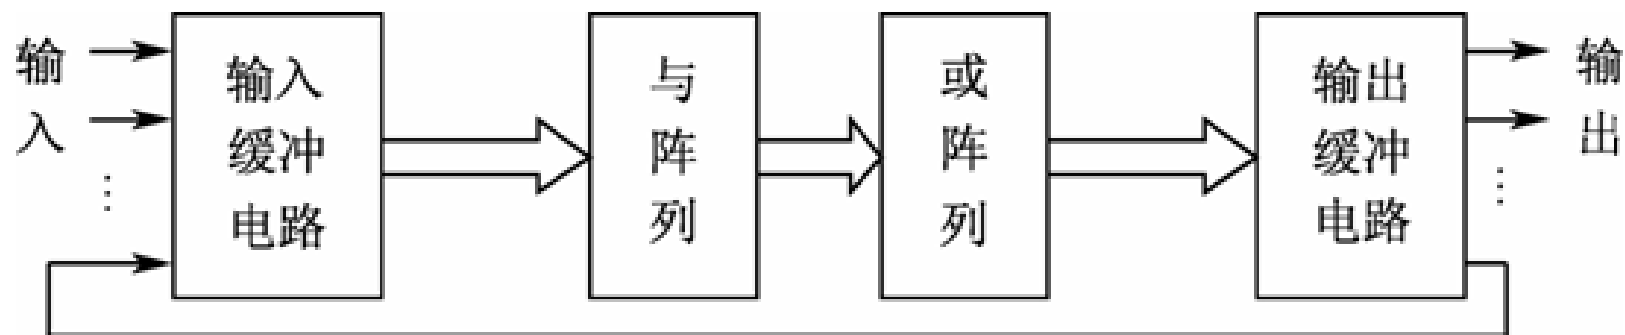 输
入
⋮
输入
缓冲
电路
与
阵
列
或
阵
列
输出
缓冲
电路
输
出
⋮